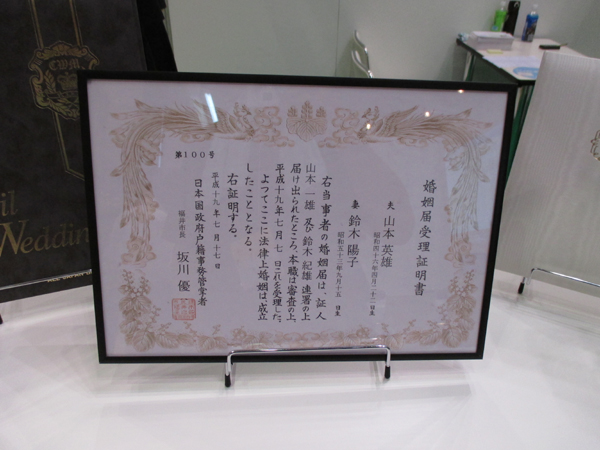 婚姻届受理証明書
夫 山本英雄
昭和四十六年四月二十二日生
妻 鈴木陽子
昭和五十三年九月十五日生
右当事者の婚姻届は、証人
山本一雄 及び 鈴木紀雄 連署の上
届け出られたところ、本職は審査の上、
平成十九年七月七日これを受理した。
よつてここに法律上婚姻は成立
したこととなる。
右証明する。
平成十九年七月十七日
日本国政府戸籍事務管掌者
福井市長 坂川優
第100号
Wedding